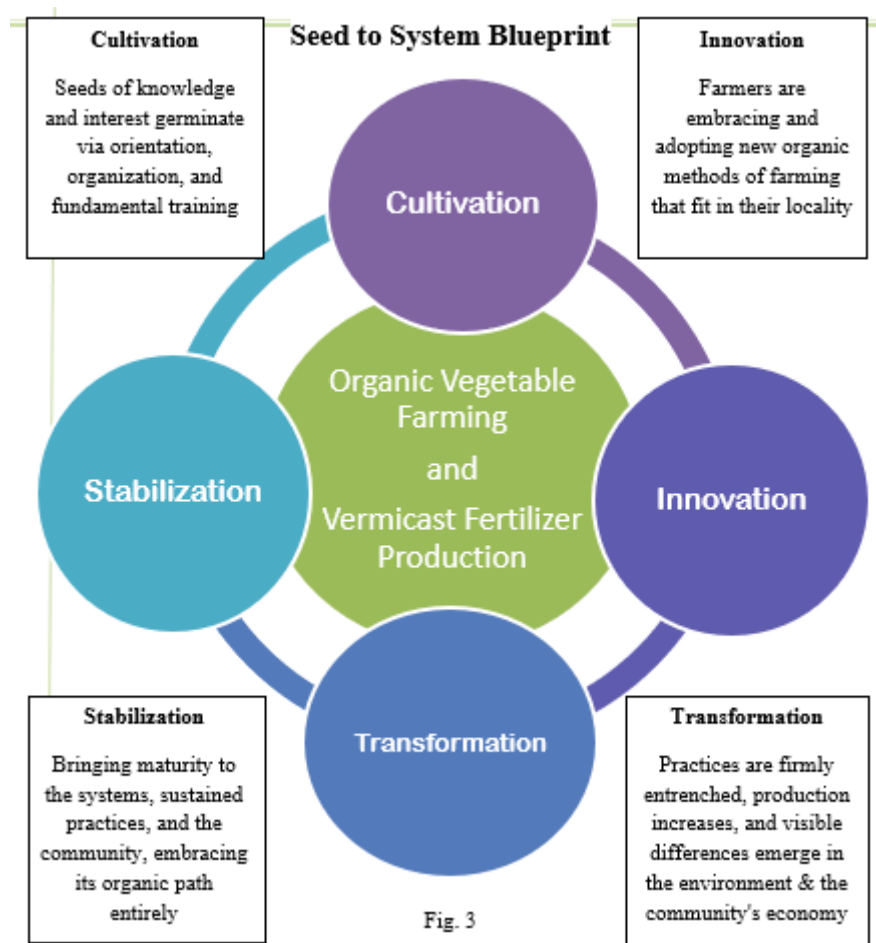 Seed to System Blueprint
Cultivation
Seeds of knowledge
and interest germinate
via orientation,
organization, and
fundamental training
Innovation
Farmers are
embracing and
adopting new organic
methods of farming
that fit in their locality
Cultivation
Organic Vegetable
Farming
and
Vermicast Fertilizer
Production
Stabilization
Innovation
Transformation
Stabilization
Bringing maturity to
the systems, sustained
practices, and the
community, embracing
its organic path
entirely
Transformation
Practices are firmly
entrenched, production
increases, and visible
differences emerge in
the environment & the
community's economy
Fig. 3